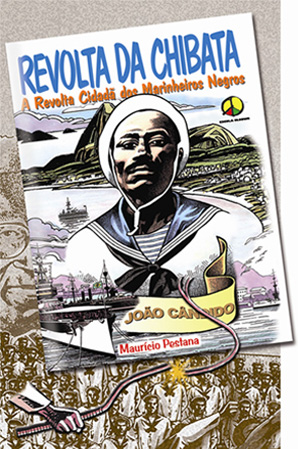 REVOLTA DA CHIBATA
A Revolta Cidadã dos Marinheiros Negros
JOÃO CÂNDIDO
Maurício Pestana